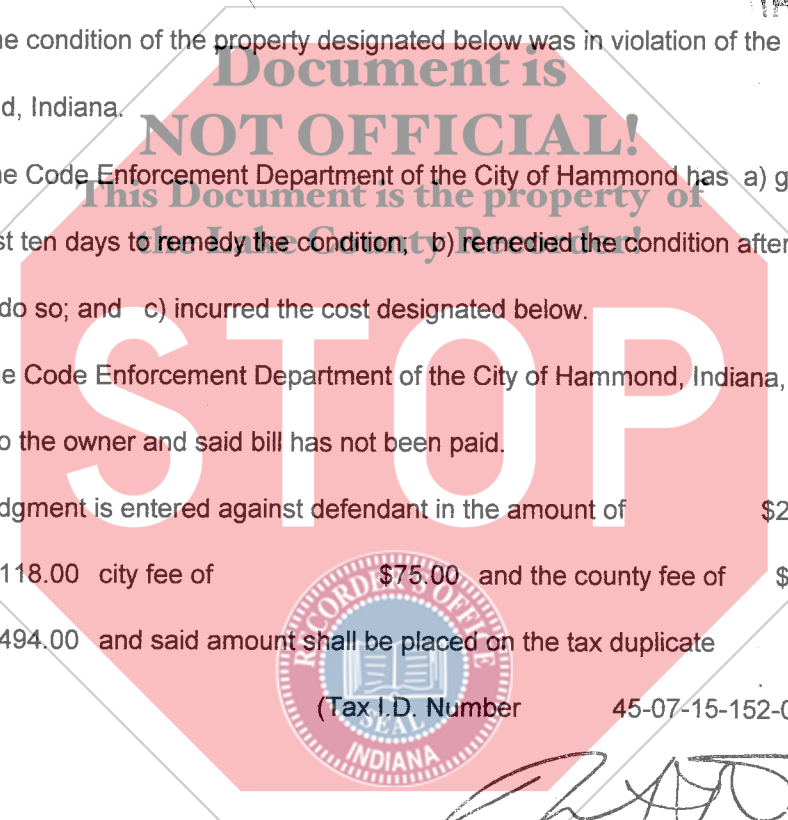 ne condition of the property designated below was in violation of the
Document is
d, Indiana.
NOT OFFICIAL!
ne Code Enforcement Department of the City of Hammond has a) g
This Document is the property of
st ten days to remedy the condition; b) remedied the condition after
the Lake County Recorder!
do so; and c) incurred the cost designated below.
STOP
e Code Enforcement Department of the City of Hammond, Indiana,
o the owner and said bill has not been paid.
dgment is entered against defendant in the amount of $2
118.00 city fee of $75.00 and the county fee of $
494.00 and said amount shall be placed on the tax duplicate
RECORDER'S OFFICE
(Tax I.D. Number 45-07-15-152-0
SEAL
INDIANA